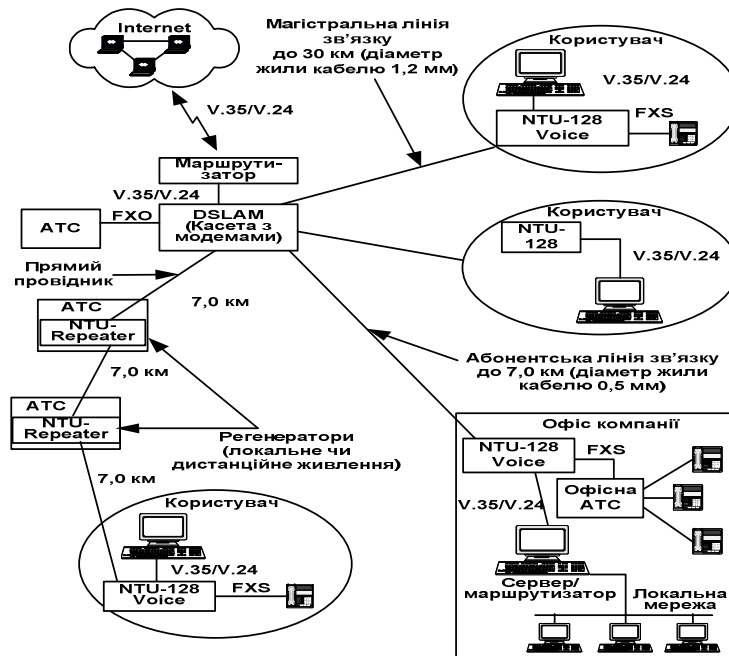 Internet
V.35/V.24
Маршрути-
затор
V.35/V.24
АТС
FXO
DSLAM
(Касета з
модемами)
Магістральна лінія
зв’язку
до 30 км (діаметр
жили кабелю 1,2 мм)
Користувач
V.35/V.24
NTU-128
Voice
FXS
Користувач
NTU-
128
V.35/V.24
Прямий
провідник
7,0 км
АТС
NTU-
Repeater
7,0 км
АТС
NTU-
Repeater
7,0 км
Регенератори
(локальне чи
дистанційне живлення)
Абонентська лінія зв’язку
до 7,0 км (діаметр жили
кабелю 0,5 мм)
Користувач
V.35/V.24
NTU-128
Voice
FXS
Офіс компанії
NTU-128
Voice
FXS
V.35/V.24
Офісна
АТС
Сервер/
маршрутизатор
Локальна
мережа